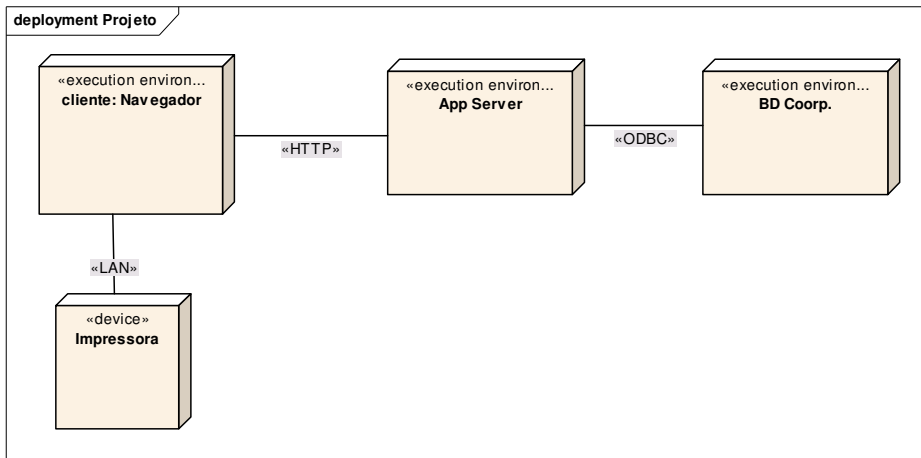 deployment Projeto
«execution environ...
cliente: Navegador
«HTTP»
«execution environ...
App Server
«ODBC»
«execution environ...
BD Coorp.
«LAN»
«device»
Impressora